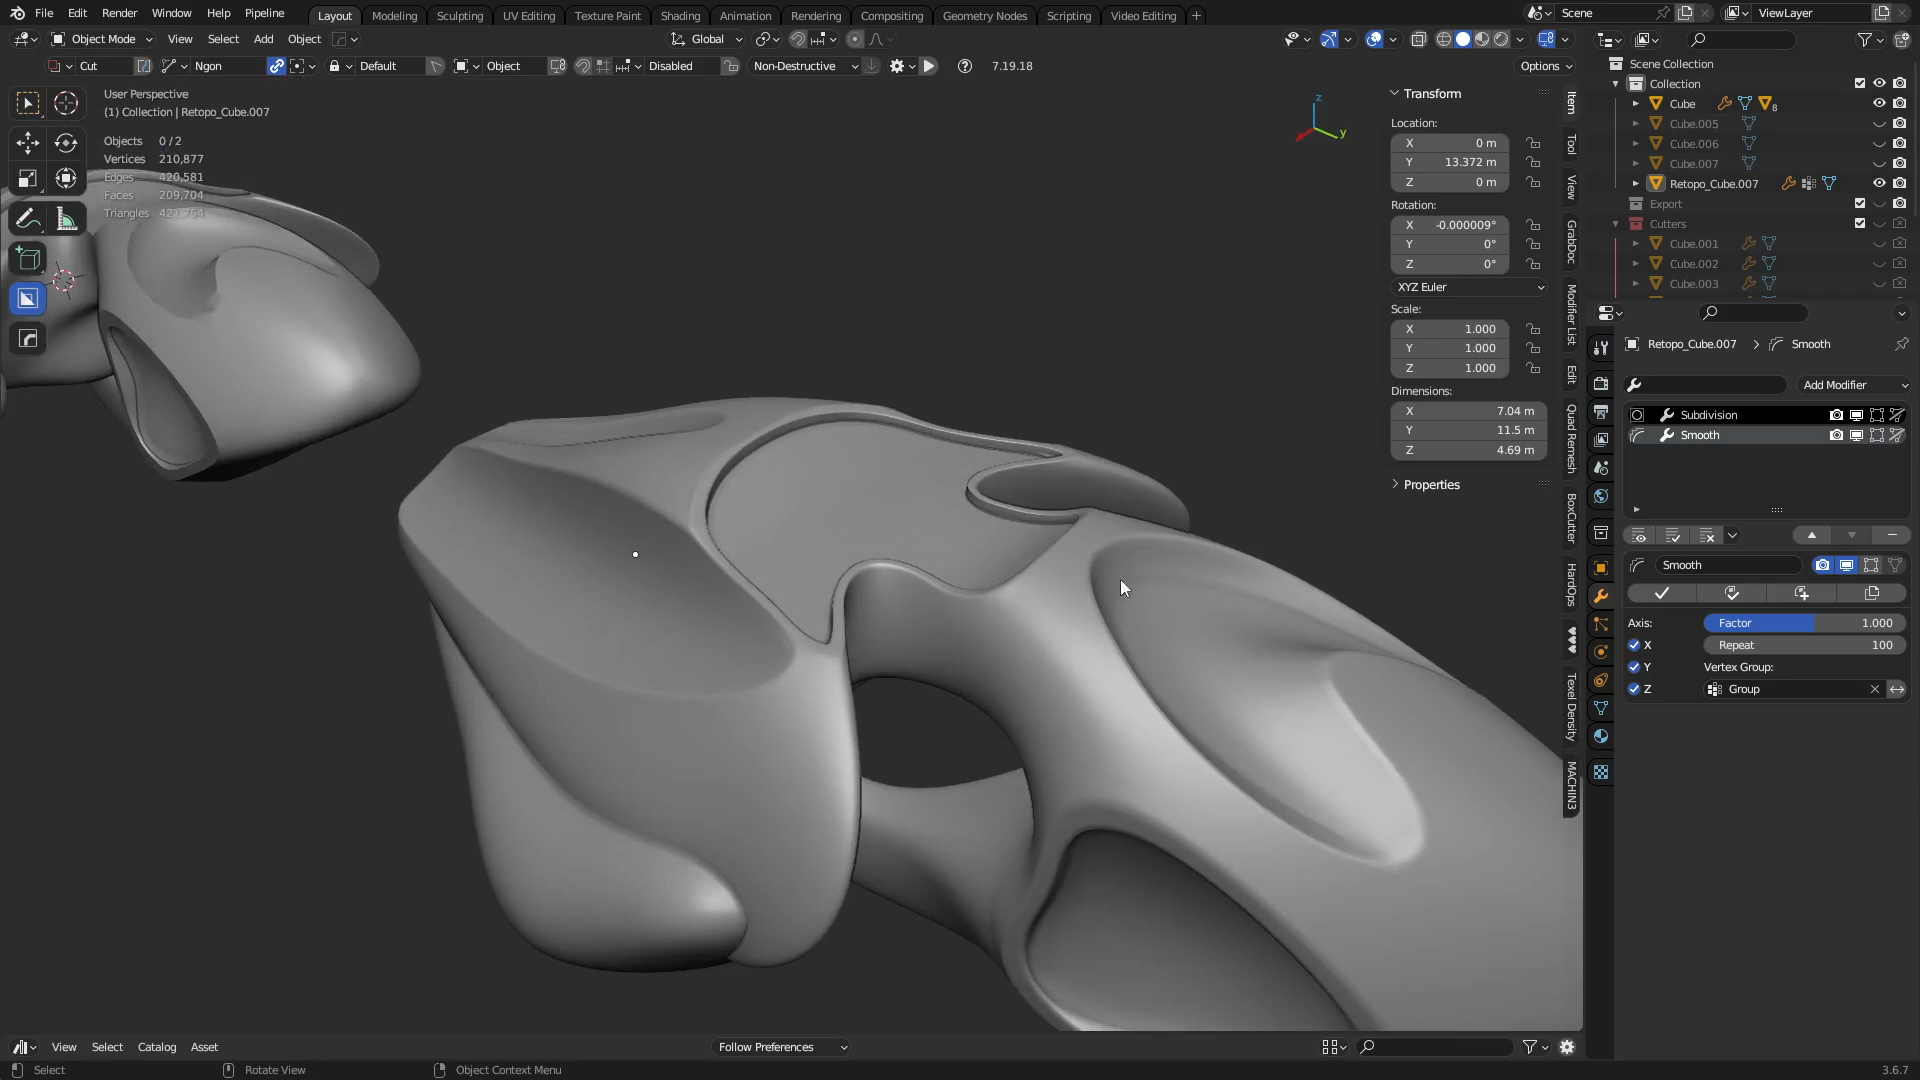 File Edit Render Window Help Pipeline Layout Modeling Sculpting UV Editing Texture Paint Shading Animation Rendering Compositing Geometry Nodes Scripting Video Editing + Scene ViewLayer
Object Mode View Select Add Object Global
Cut Ngon Default Object Disabled Non-Destructive 7.19.18 Options
User Perspective
(1) Collection | Retopo_Cube.007
Objects 0 / 2
Vertices 210,877
Edges 420,581
Faces 209,704
Triangles 421,764
z
y
Transform
Location:
X 0 m
Y 13.372 m
Z 0 m
Rotation:
X -0.000009°
Y 0°
Z 0°
XYZ Euler
Scale:
X 1.000
Y 1.000
Z 1.000
Dimensions:
X 7.04 m
Y 11.5 m
Z 4.69 m
Properties
Item
Tool
View
GrabDoc
Modifier List
Edit
Quad Remesh
BoxCutter
HardOps
Texel Density
MACHIN3
Scene Collection
Collection
Cube 8
Cube.005
Cube.006
Cube.007
Retopo_Cube.007
Export
Cutters
Cube.001
Cube.002
Cube.003
Retopo_Cube.007 > Smooth
Add Modifier
Subdivision
Smooth
Smooth
Axis: Factor 1.000
X Repeat 100
Y Vertex Group:
Z Group
View Select Catalog Asset Follow Preferences
Select Rotate View Object Context Menu 3.6.7